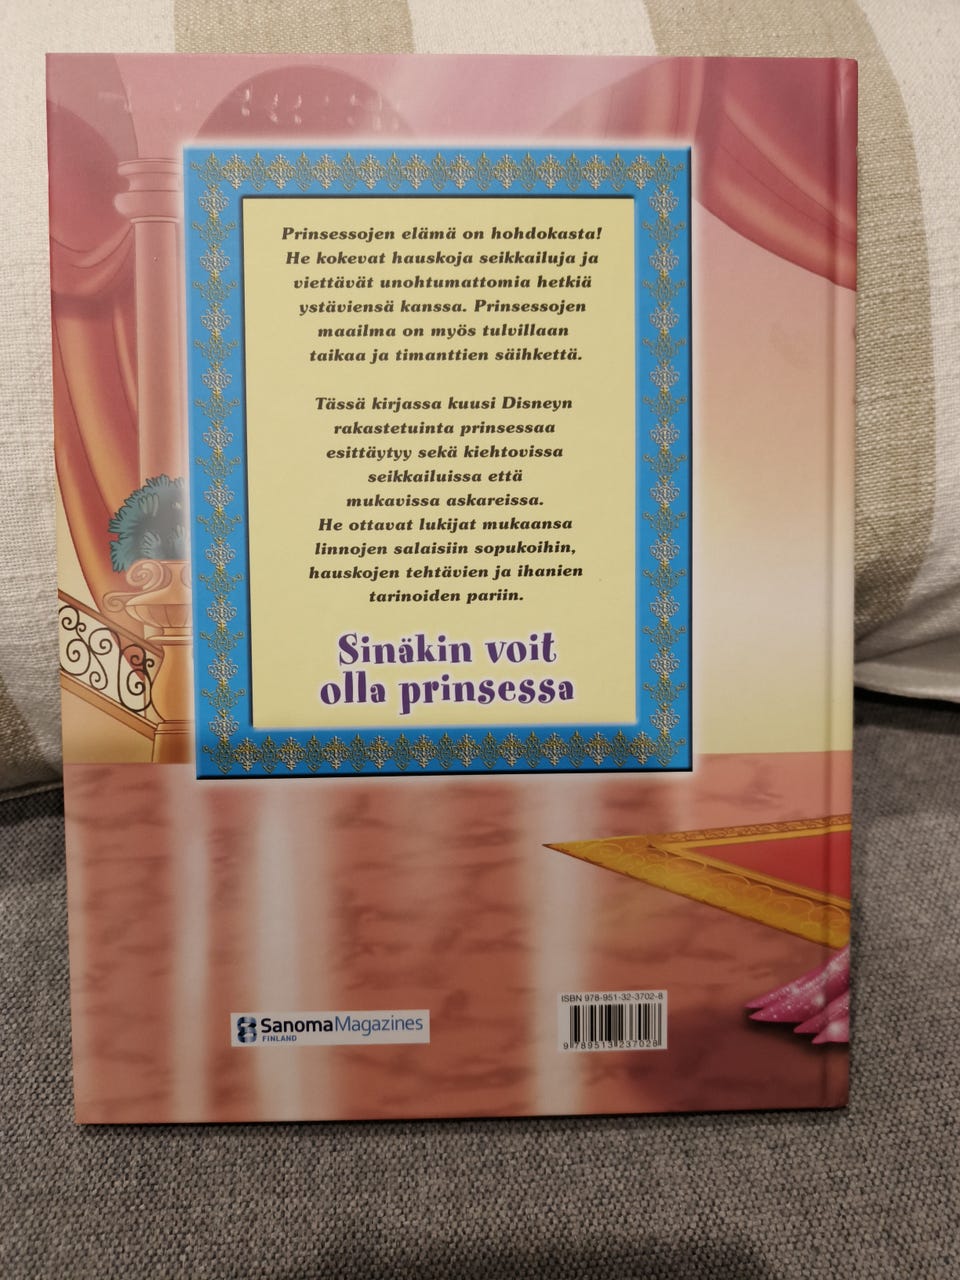 Prinsessojen elämä on hohdokasta!
He kokevat hauskoja seikkailuja ja
viettävät unohtumattomia hetkiä
ystäviensä kanssa. Prinsessojen
maailma on myös tulvillaan
taikaa ja timanttien säihkettä.
Tässä kirjassa kuusi Disneyn
rakastetuinta prinsessaa
esittäytyy sekä kiehtovissa
seikkailuissa että
mukavissa askareissa.
He ottavat lukijat mukaansa
linnojen salaisiin sopukoihin,
hauskojen tehtävien ja ihanien
tarinoiden pariin.
Sinäkin voit
olla prinsessa
SanomaMagazines
FINLAND
ISBN 978-951-32-3702-8
9 789513 237028